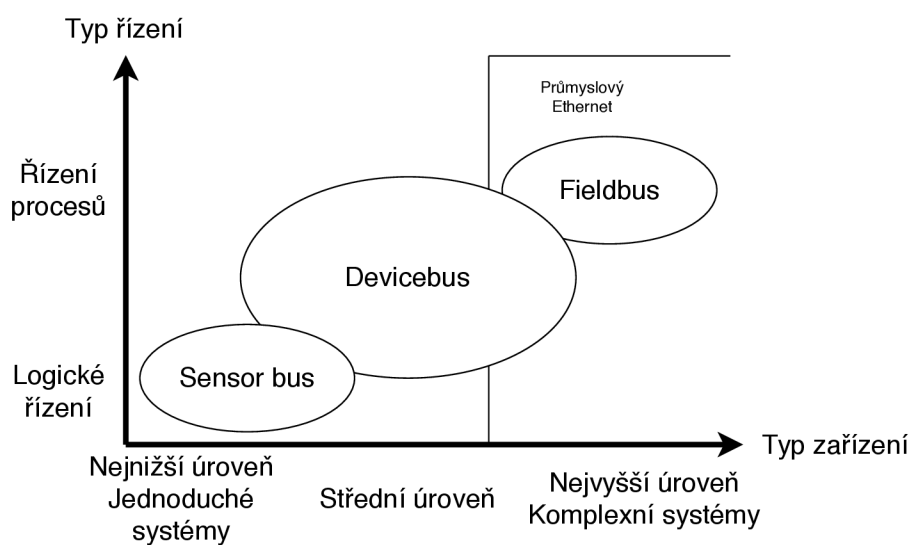 Typ řízení
Průmyslový
Ethernet
Řízení
procesů
Fieldbus
Devicebus
Logické
řízení
Sensor bus
Typ zařízení
Nejnižší úroveň
Jednoduché
systémy
Střední úroveň
Nejvyšší úroveň
Komplexní systémy